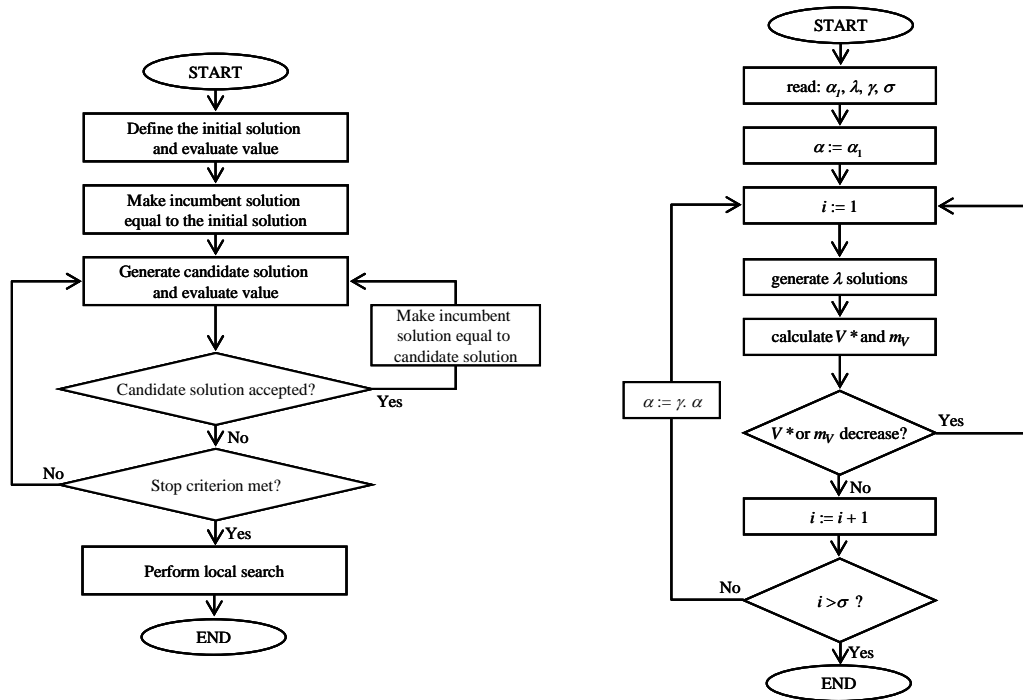 START
Define the initial solution
and evaluate value
Make incumbent solution
equal to the initial solution
Generate candidate solution
and evaluate value
Make incumbent
solution equal to
candidate solution
Candidate solution accepted?
Yes
No
No
Stop criterion met?
Yes
Perform local search
END
START
read: α_I, λ, γ, σ
α := α₁
i := 1
generate λ solutions
calculate V* and m_V
α := γ. α
V* or m_V decrease?
Yes
No
i := i + 1
No
i >σ ?
Yes
END